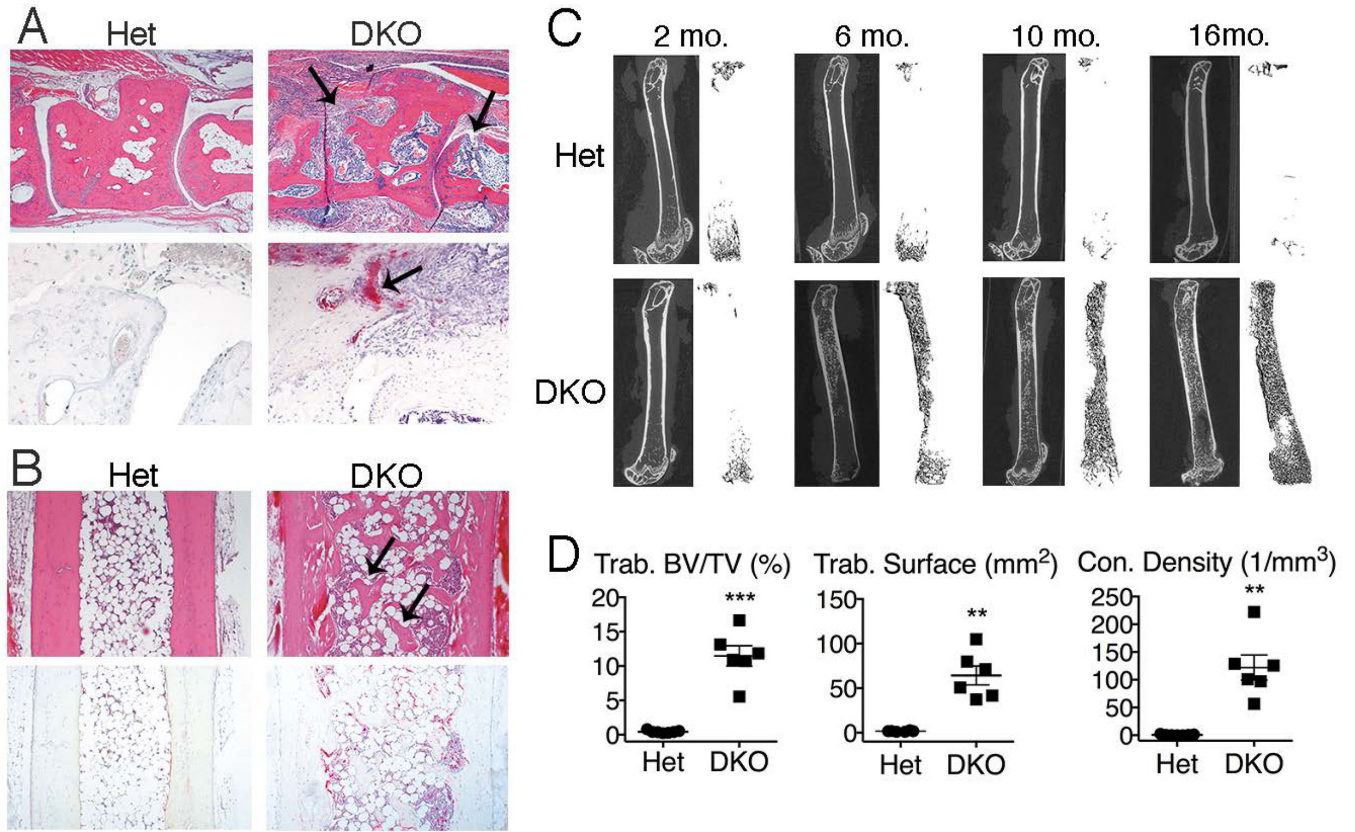 A
Het DKO
B
Het DKO
C
2 mo. 6 mo. 10 mo. 16mo.
Het
DKO
D
Trab. BV/TV (%)
***
20
15
10
5
0
Het DKO
Trab. Surface (mm²)
**
150
100
50
0
Het DKO
Con. Density (1/mm³)
**
250
200
150
100
50
0
Het DKO